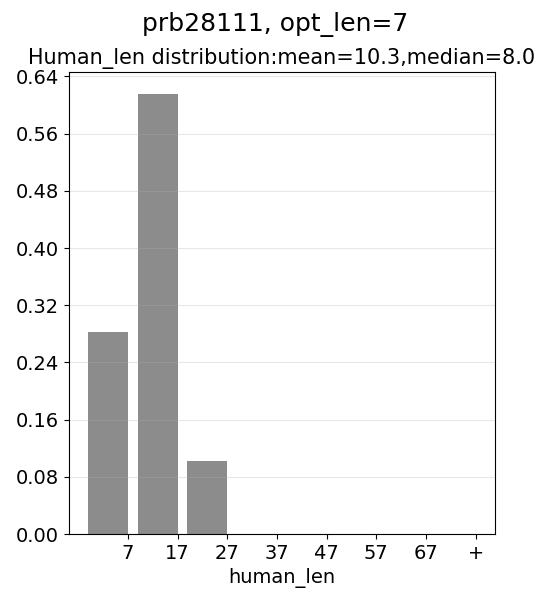 prb28111, opt_len=7
Human_len distribution:mean=10.3,median=8.0
0.64
0.56
0.48
0.40
0.32
0.24
0.16
0.08
0.00
7 17 27 37 47 57 67 +
human_len